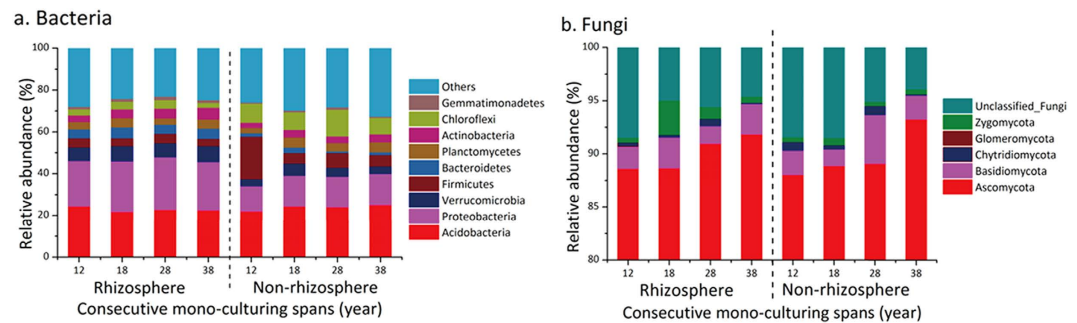 a. Bacteria
Relative abundance (%)
100
80
60
40
20
0
12 18 28 38 12 18 28 38
Rhizosphere Non-rhizosphere
Consecutive mono-culturing spans (year)
Others
Gemmatimonadetes
Chloroflexi
Actinobacteria
Planctomycetes
Bacteroidetes
Firmicutes
Verrucomicrobia
Proteobacteria
Acidobacteria
b. Fungi
Relative abundance (%)
100
95
90
85
80
12 18 28 38 12 18 28 38
Rhizosphere Non-rhizosphere
Consecutive mono-culturing spans (year)
Unclassified_Fungi
Zygomycota
Glomeromycota
Chytridiomycota
Basidiomycota
Ascomycota